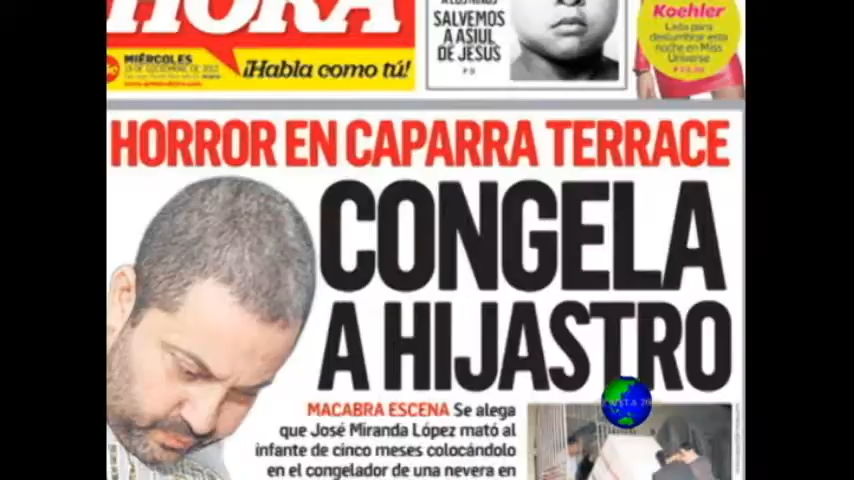 HORA
SALVEMOS
A ASIUL
DE JESÚS
P 9
Koehler
Lista para
deslumbrar esta
noche en Miss
Universe
MIÉRCOLES
¡Habla como tú!
HORROR EN CAPARRA TERRACE
CONGELA
A HIJASTRO
MACABRA ESCENA Se alega
que José Miranda López mató al
infante de cinco meses colocándolo
en el congelador de una nevera en